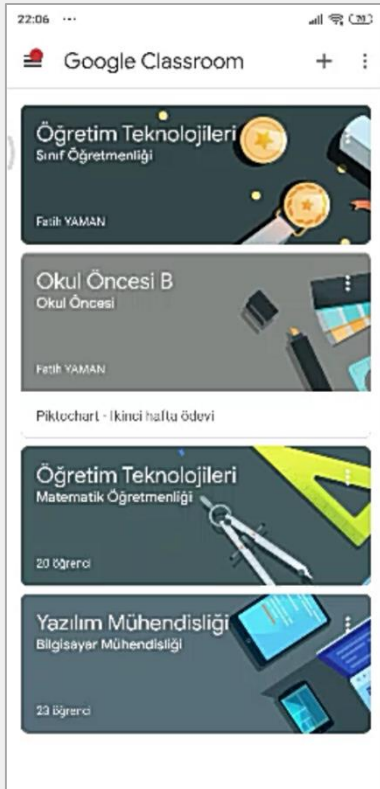 22:06 ...
Google Classroom
Öğretim Teknolojileri
Sınıf Öğretmenliği
Fatih YAMAN
Okul Öncesi B
Okul Öncesi
Fatih YAMAN
Piktochart - İkinci hafta ödevi
Öğretim Teknolojileri
Matematik Öğretmenliği
20 öğrenci
Yazılım Mühendisliği
Bilgisayar Mühendisliği
23 öğrenci